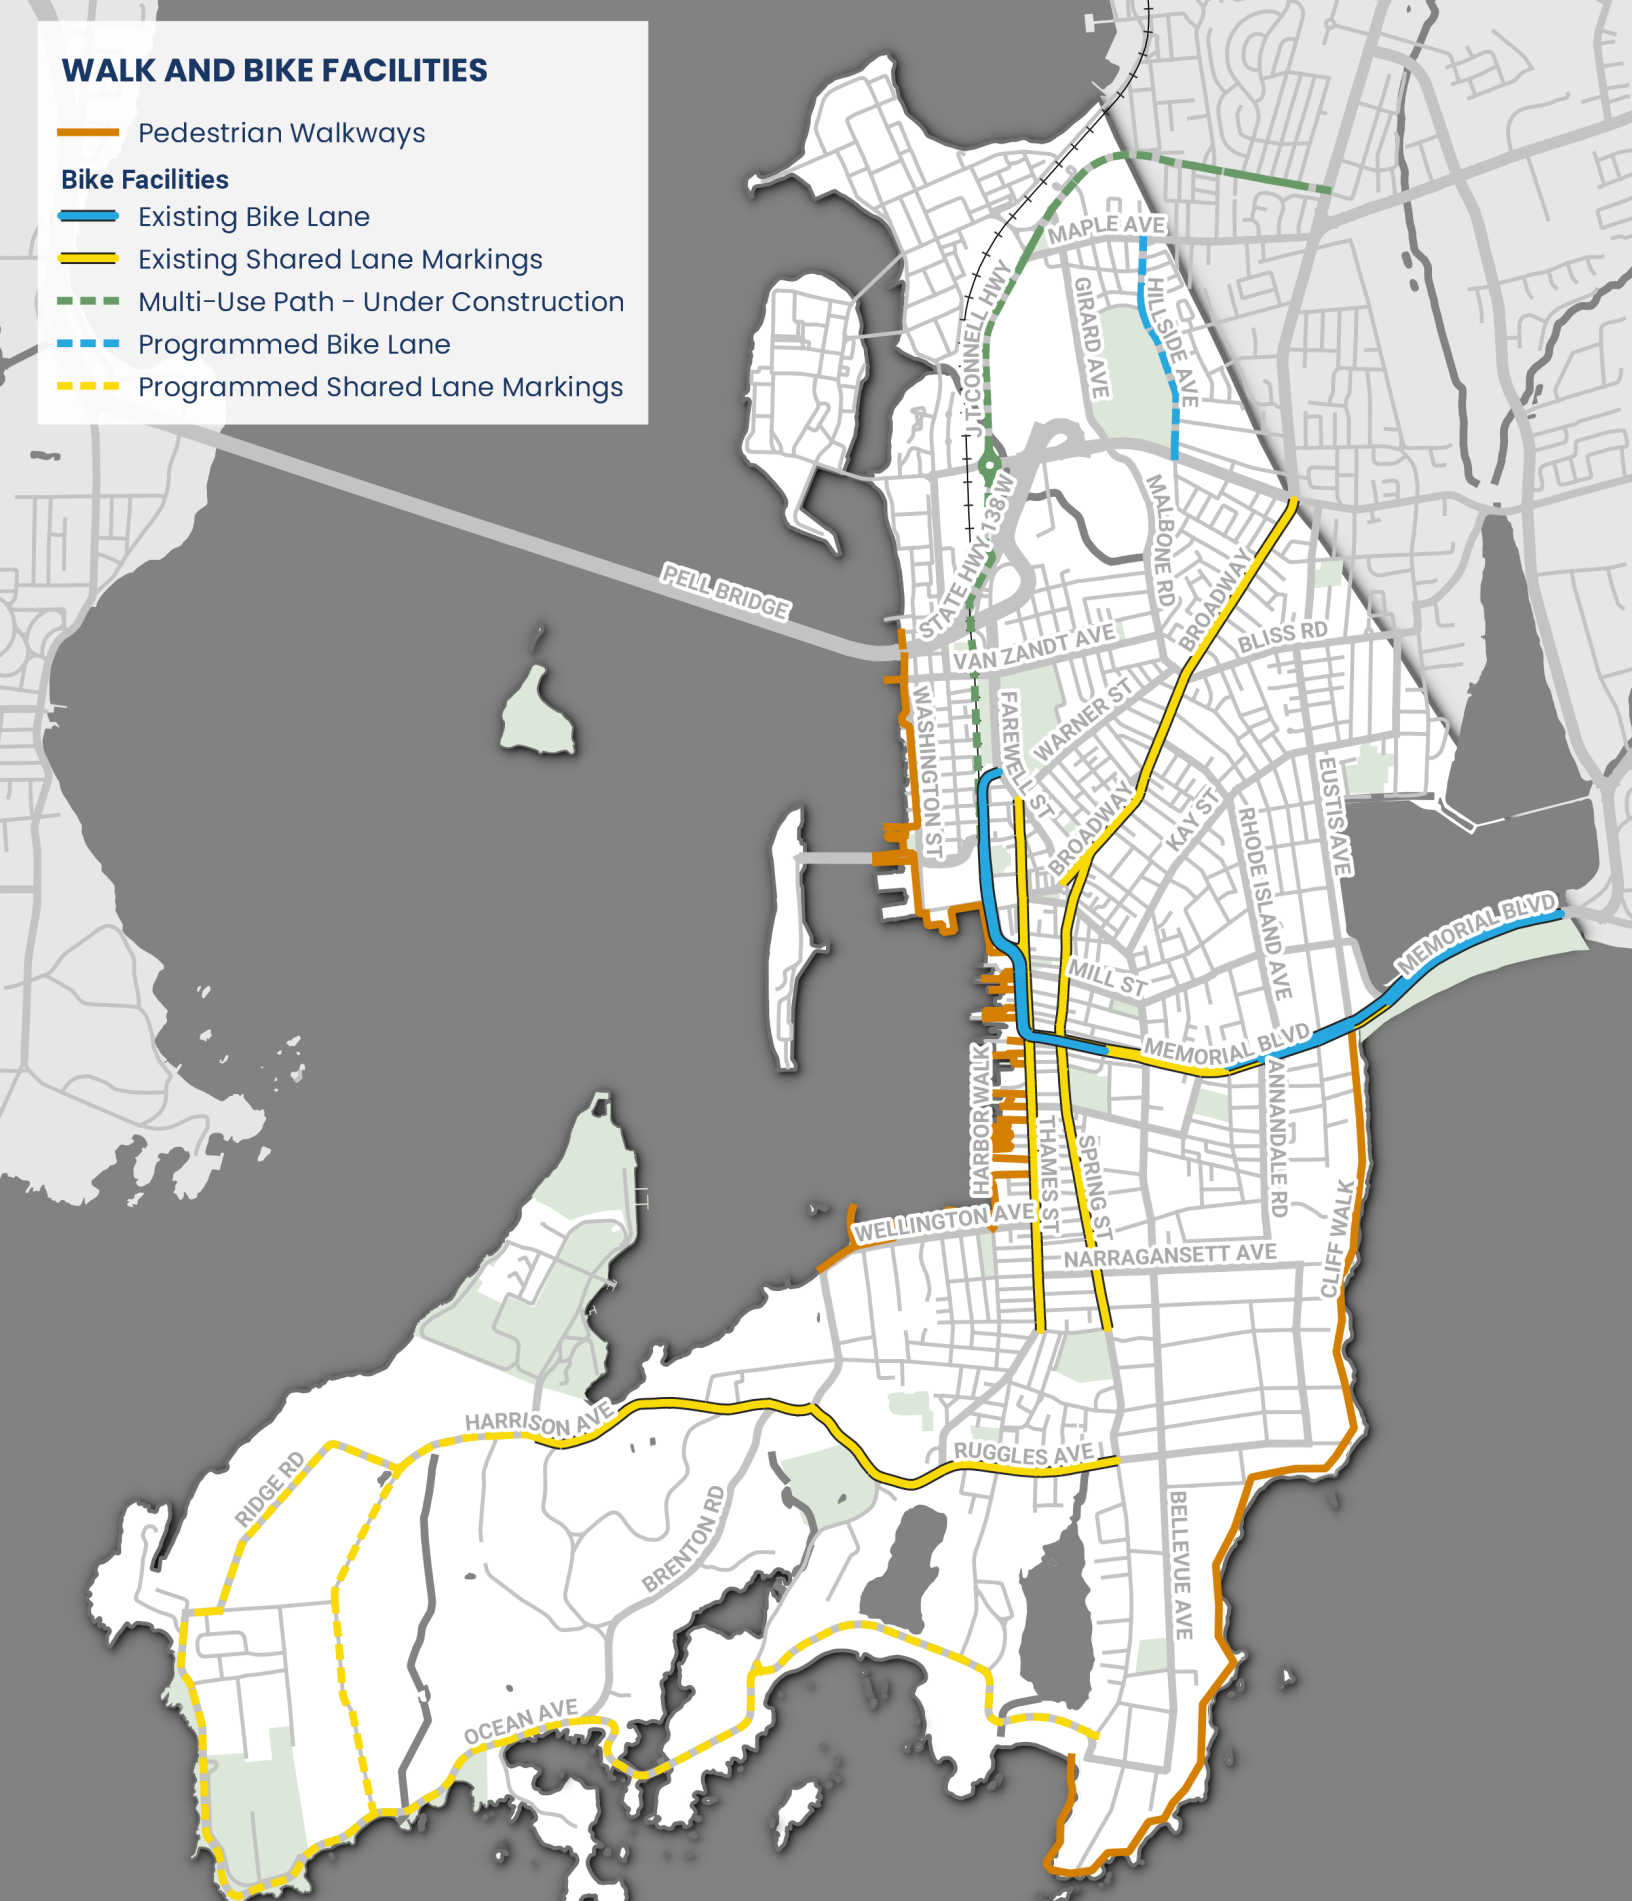 WALK AND BIKE FACILITIES
Pedestrian Walkways
Bike Facilities
Existing Bike Lane
Existing Shared Lane Markings
Multi-Use Path - Under Construction
Programmed Bike Lane
Programmed Shared Lane Markings
MAPLE AVE
J T CONNELL HWY
GIRARD AVE
HILLSIDE AVE
STATE HWY 138 W
MALBONE RD
PELL BRIDGE
BROADWAY
BLISS RD
VAN ZANDT AVE
WASHINGTON ST
FAREWELL ST
WARNER ST
BROADWAY
KAY ST
EUSTIS AVE
RHODE ISLAND AVE
MEMORIAL BLVD
MILL ST
MEMORIAL BLVD
HARBOR WALK
THAMES ST
SPRING ST
ANNANDALE RD
CLIFF WALK
WELLINGTON AVE
NARRAGANSETT AVE
HARRISON AVE
RUGGLES AVE
RIDGE RD
BRENTON RD
BELLEVUE AVE
OCEAN AVE